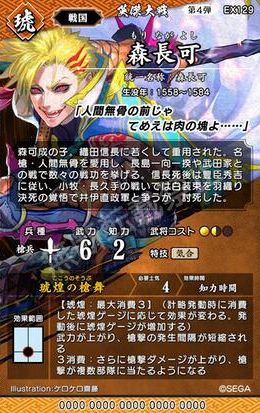 琥
戦国
英傑大戦
第4弾
EX129
もりながよし
森長可
統一名称/森長可
生没年:1558〜1584
「人間無骨の前じゃ
てめえは肉の塊よ……」
森可成の子。織田信長に若くして重用された。名
槍・人間無骨を愛用し、長島一向一揆や武田家と
の戦で数々の戦功を挙げる。信長死後は豊臣秀吉
に従い、小牧・長久手の戦いでは白装束を羽織り
決死の覚悟で井伊直政軍と争うが、討死した。
兵種 武力 知力 武将コスト
槍兵 6 2
特技 気合
ここうのそうぶ
琥煌の槍舞
必要士気 4
効果時間 知力時間
効果範囲
【琥煌:最大消費3】(計略発動時に消費
した琥煌ゲージに応じて効果が変わる。発
動後に琥煌ゲージが増加する)
武力が上がり、槍撃の発生間隔が短縮され
る
3消費:さらに槍撃ダメージが上がり、槍撃
が複数部隊に当たるようになる
Illustration:ケロケロ齋藤
©SEGA
0000 0000 0000 0000 0000